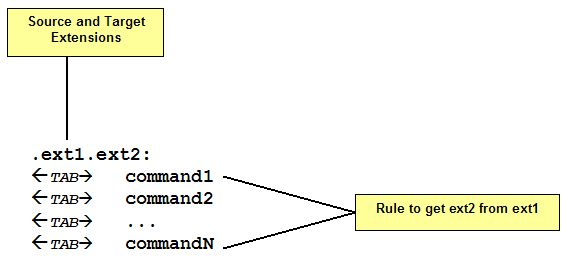 Source and Target
Extensions
.ext1.ext2:
←TAB→ command1
←TAB→ command2
←TAB→ ...
←TAB→ commandN
Rule to get ext2 from ext1